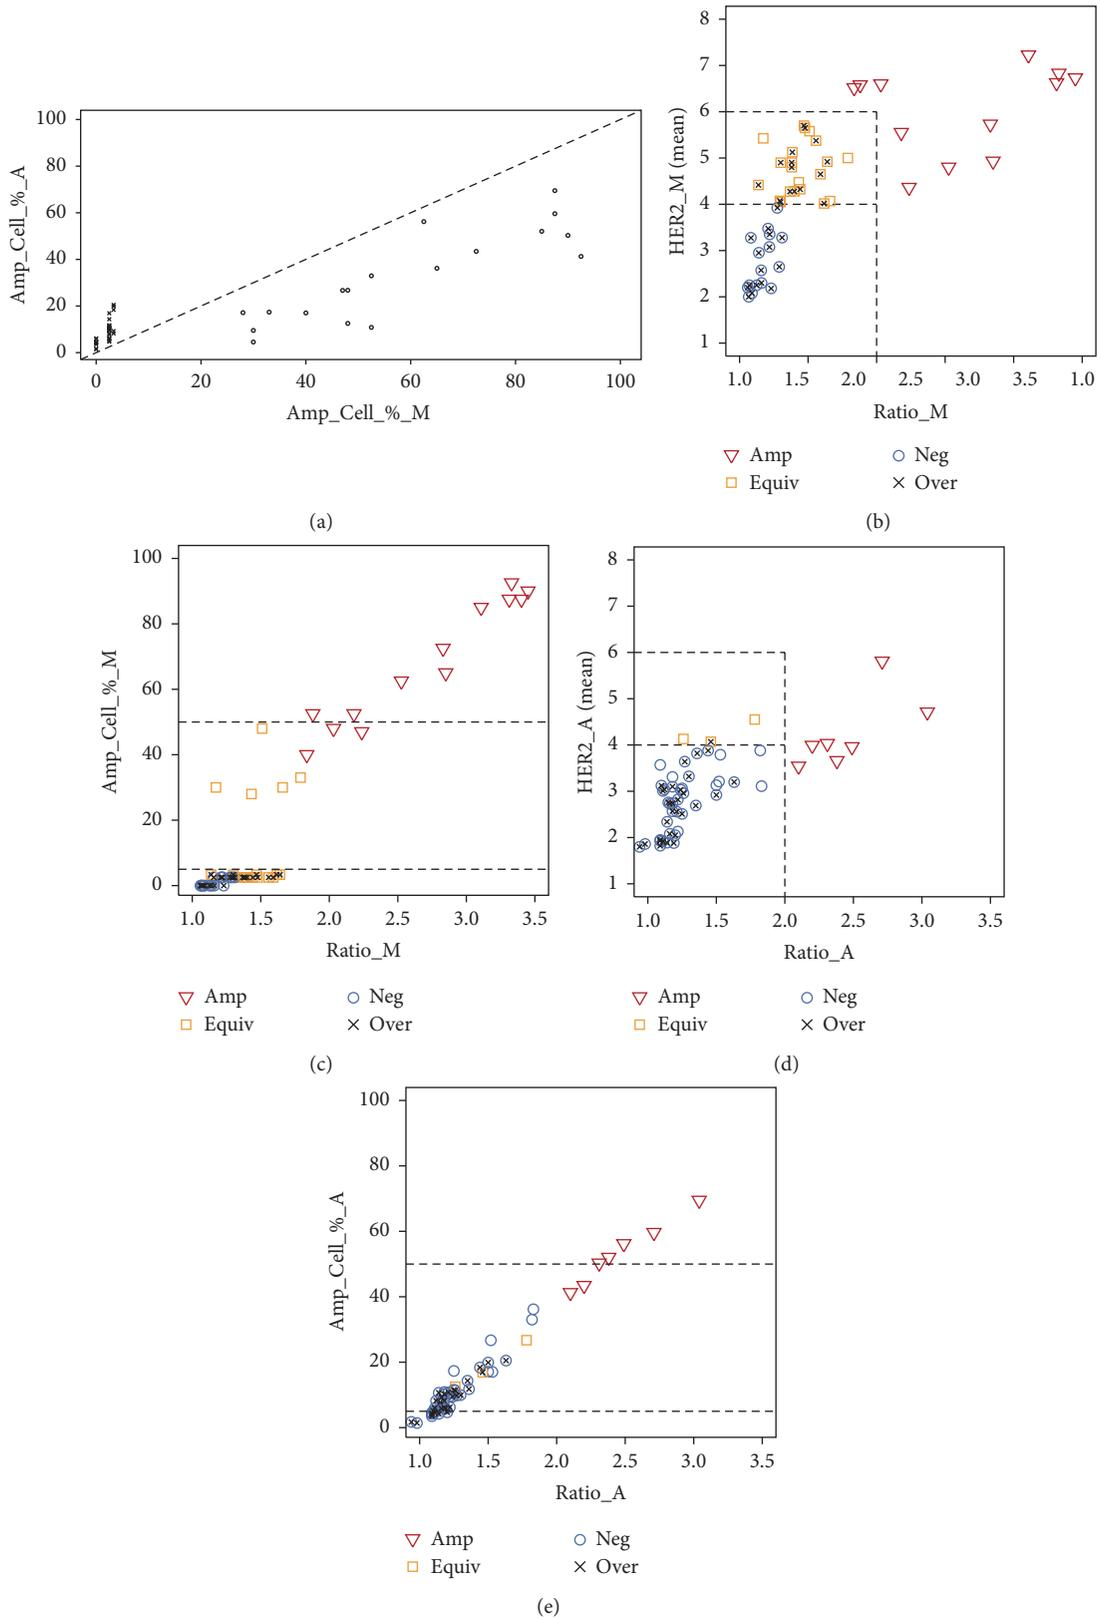 100
80
60
40
20
0
Amp_Cell_%_A
0 20 40 60 80 100
Amp_Cell_%_M
(a)
8
7
6
5
4
3
2
1
HER2_M (mean)
1.0 1.5 2.0 2.5 3.0 3.5 1.0
Ratio_M
Amp Neg
Equiv Over
(b)
100
80
60
40
20
0
Amp_Cell_%_M
1.0 1.5 2.0 2.5 3.0 3.5
Ratio_M
Amp Neg
Equiv Over
(c)
8
7
6
5
4
3
2
1
HER2_A (mean)
1.0 1.5 2.0 2.5 3.0 3.5
Ratio_A
Amp Neg
Equiv Over
(d)
100
80
60
40
20
0
Amp_Cell_%_A
1.0 1.5 2.0 2.5 3.0 3.5
Ratio_A
Amp Neg
Equiv Over
(e)